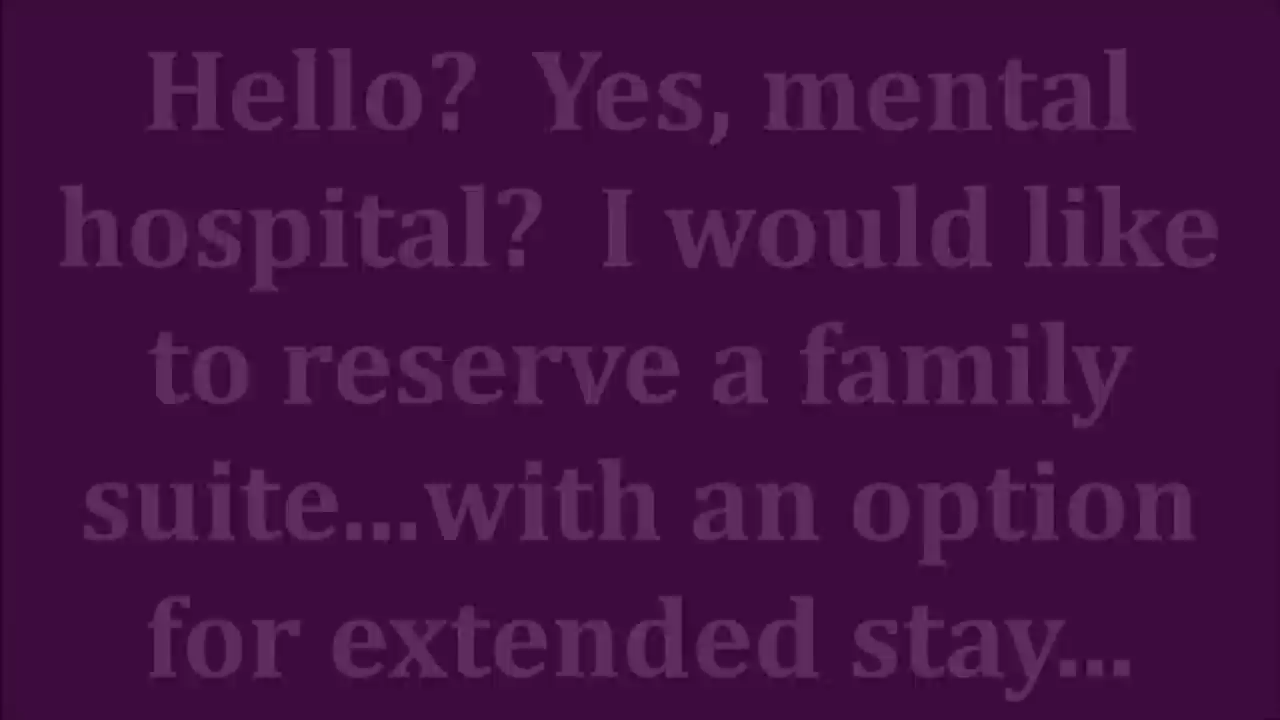 Hello?  Yes, mental
hospital?  I would like
to reserve a family
suite...with an option
for extended stay...